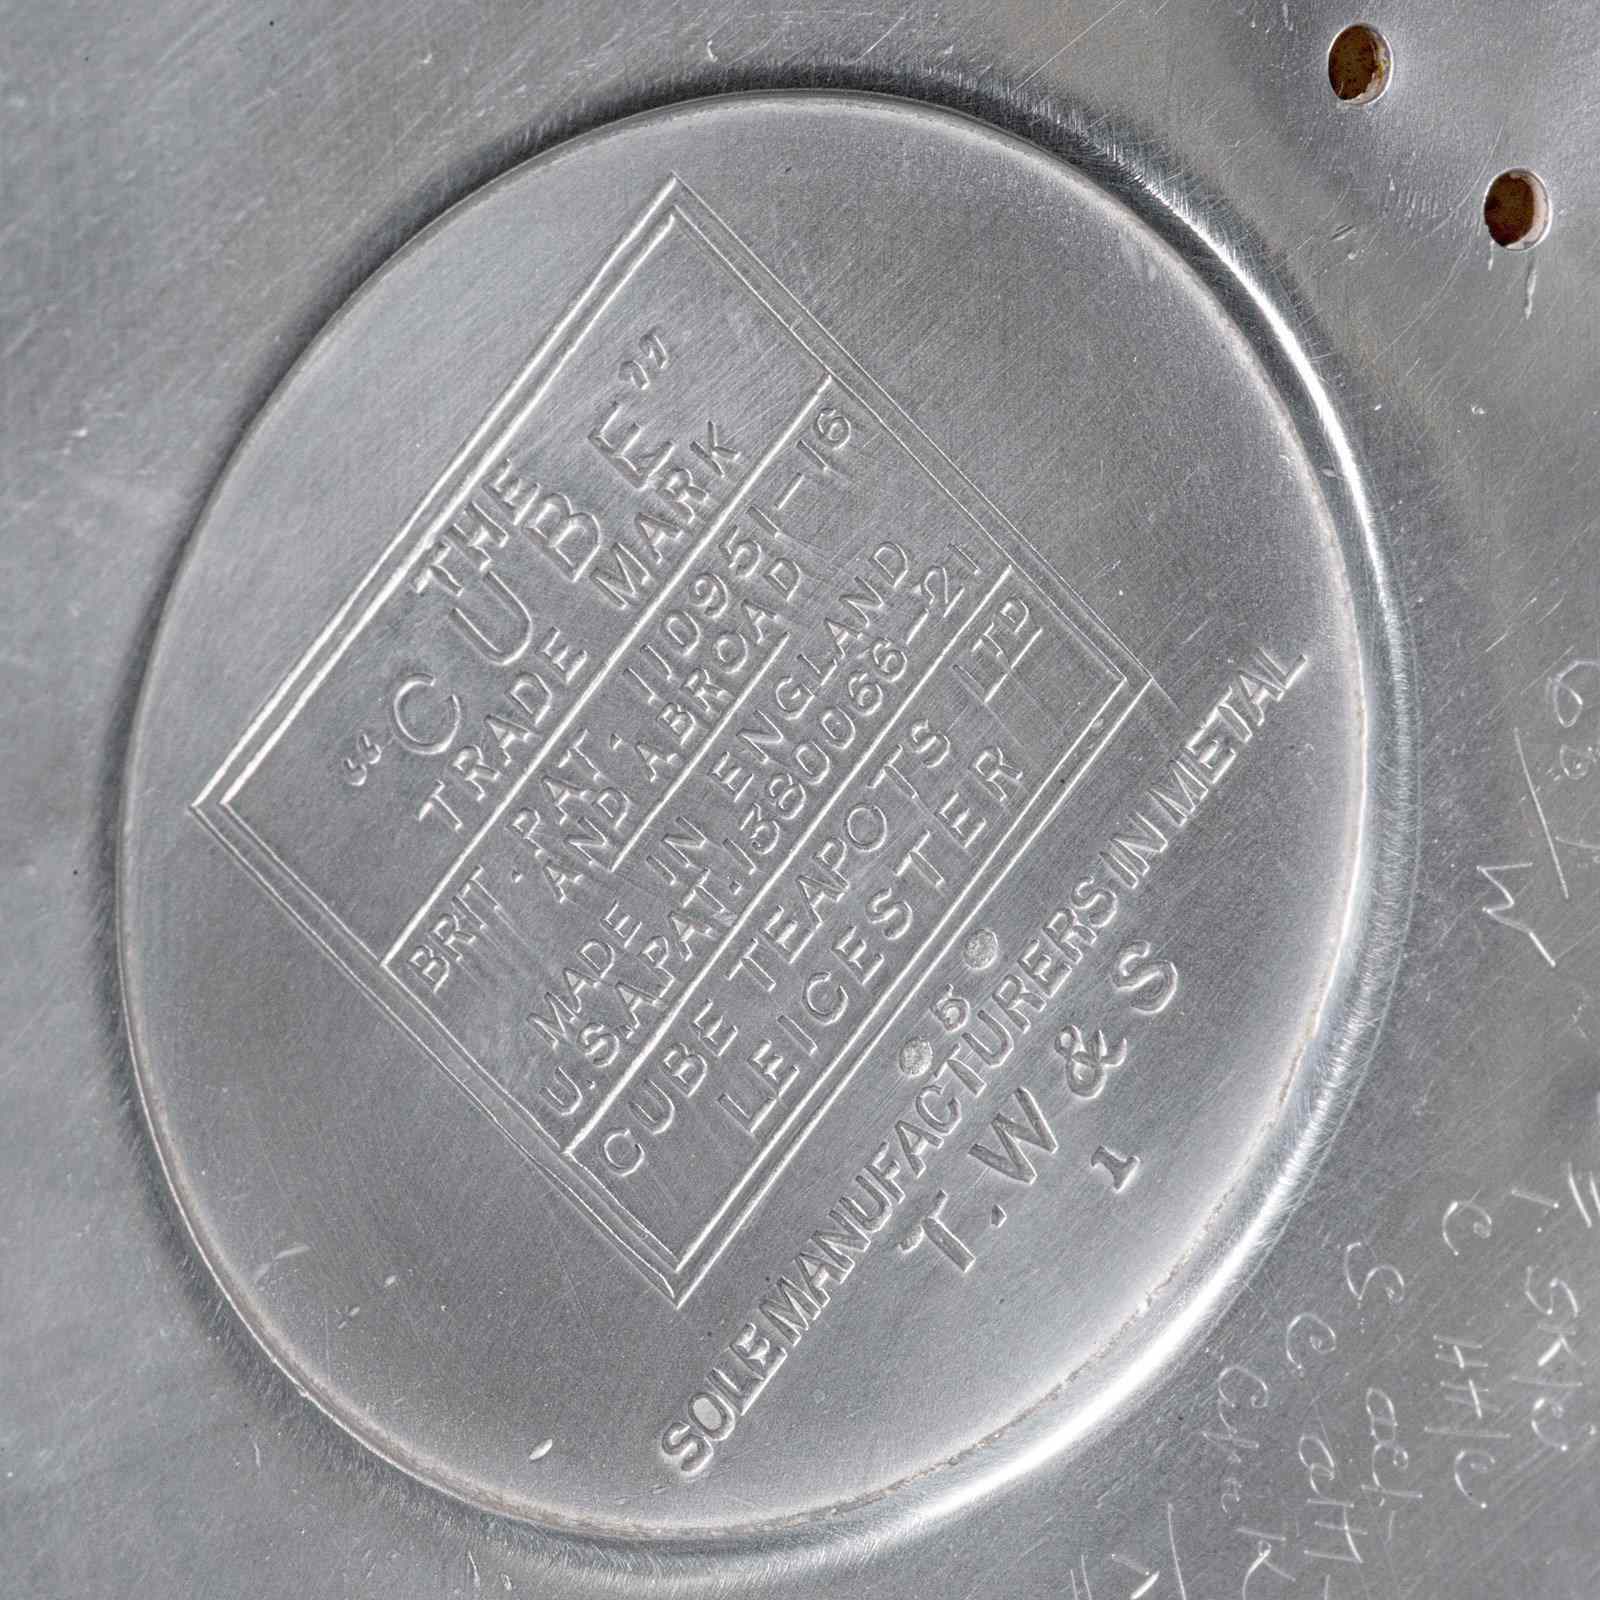 THE
"CUBE"
TRADE MARK
BRIT. PAT. 110951-16
AND ABROAD
MADE IN ENGLAND
U.S.A. PAT. 1380066-21
CUBE TEAPOTS LTD
LEICESTER
5
SOLE MANUFACTURERS IN METAL
T. W & S
1